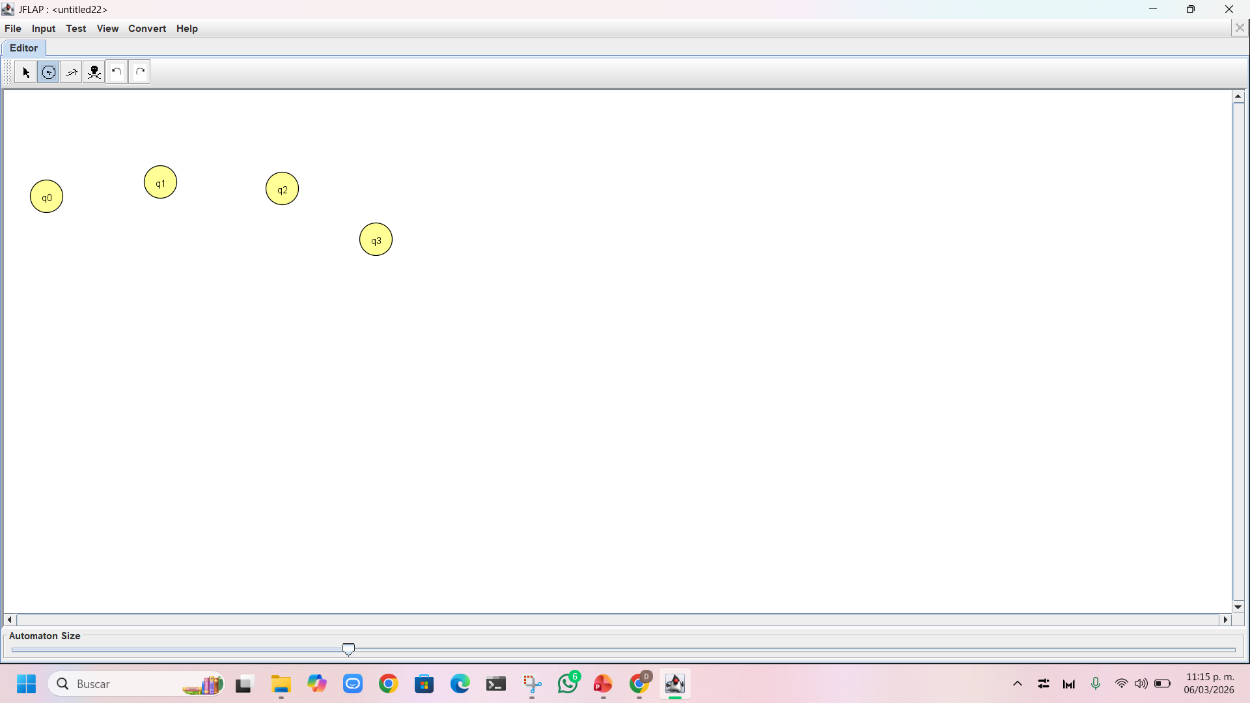 JFLAP : <untitled22>
File Input Test View Convert Help
Editor
q0
q1
q2
q3
Automaton Size
Buscar
6
D
11:15 p. m.
06/03/2026